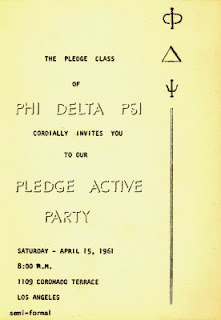 Φ
Δ
Ψ
THE PLEDGE CLASS
OF
PHI DELTA PSI
CORDIALLY INVITES YOU
TO OUR
PLEDGE ACTIVE
PARTY
SATURDAY - APRIL 15, 1961
8:00 P.M.
1109 CORONADO TERRACE
LOS ANGELES
semi-formal